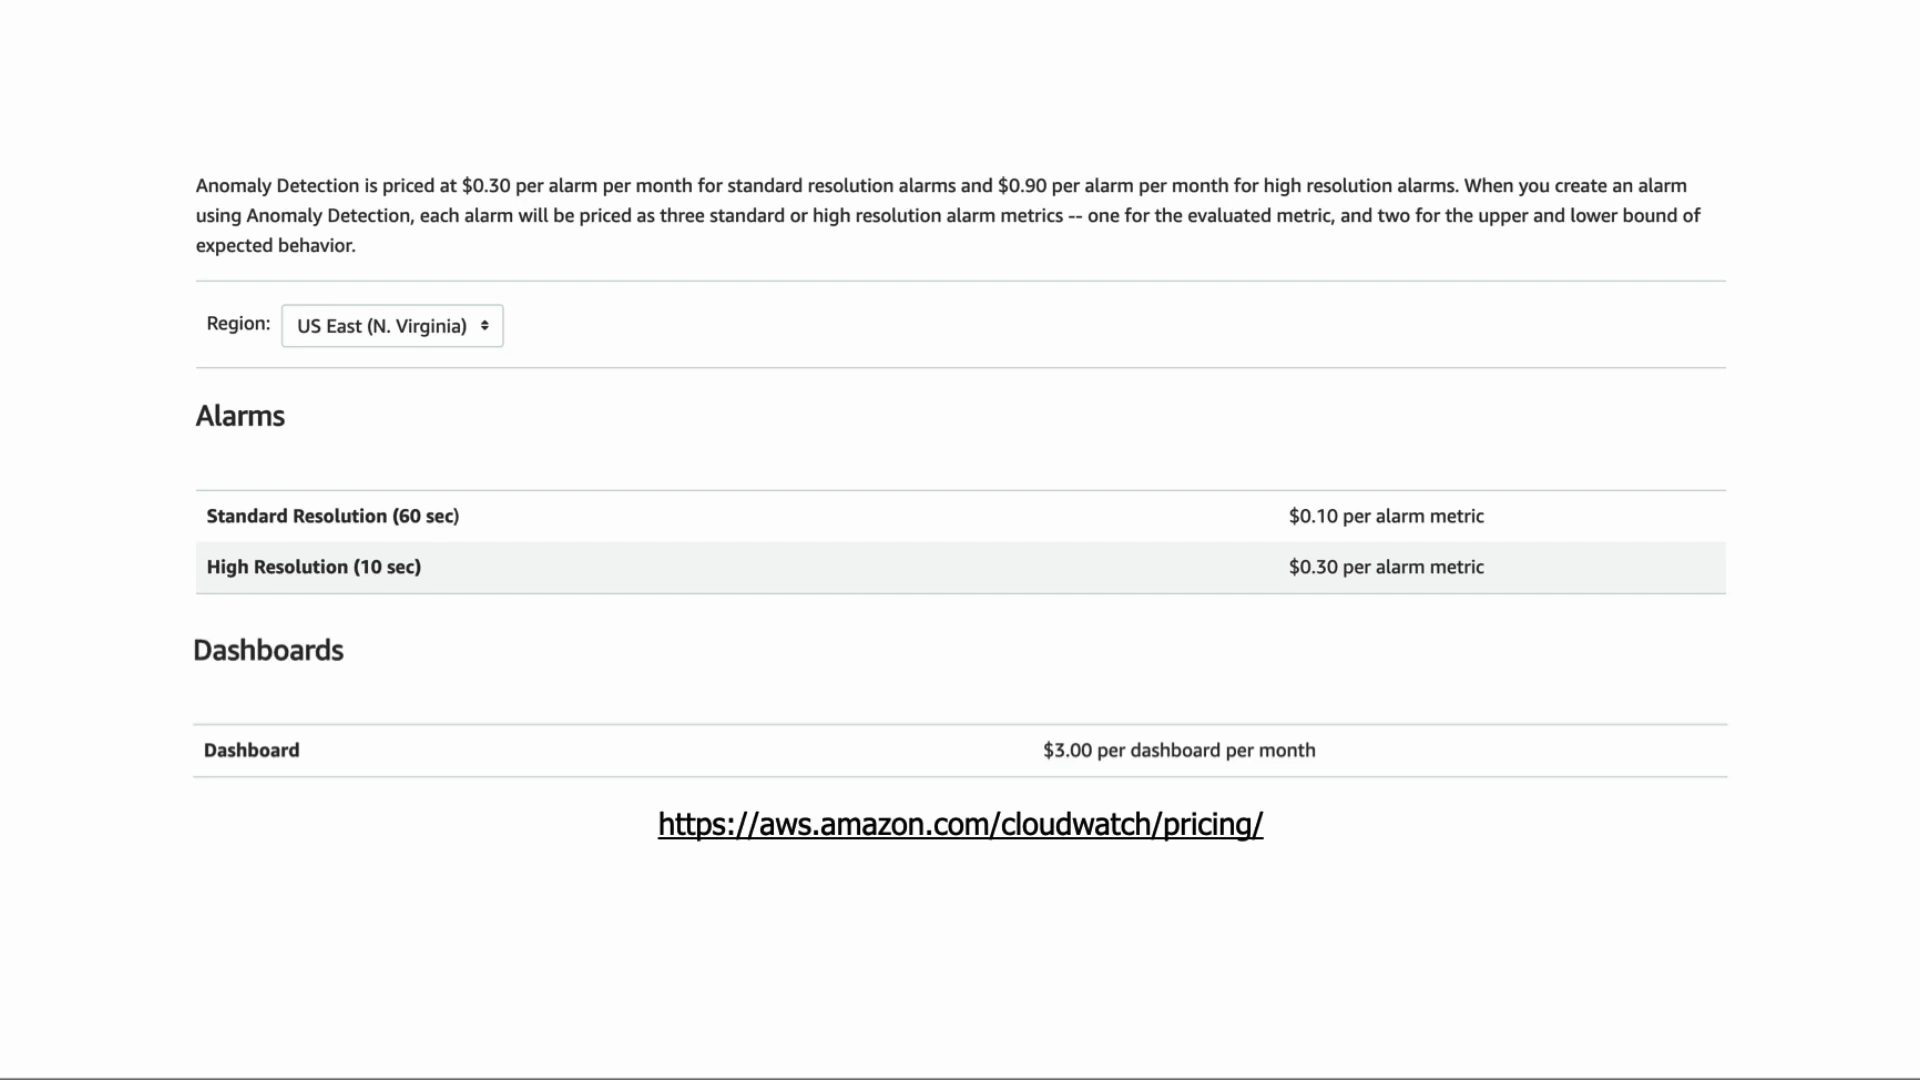 Anomaly Detection is priced at $0.30 per alarm per month for standard resolution alarms and $0.90 per alarm per month for high resolution alarms. When you create an alarm
using Anomaly Detection, each alarm will be priced as three standard or high resolution alarm metrics -- one for the evaluated metric, and two for the upper and lower bound of
expected behavior.
Region: US East (N. Virginia)
Alarms
Standard Resolution (60 sec) $0.10 per alarm metric
High Resolution (10 sec) $0.30 per alarm metric
Dashboards
Dashboard $3.00 per dashboard per month
https://aws.amazon.com/cloudwatch/pricing/